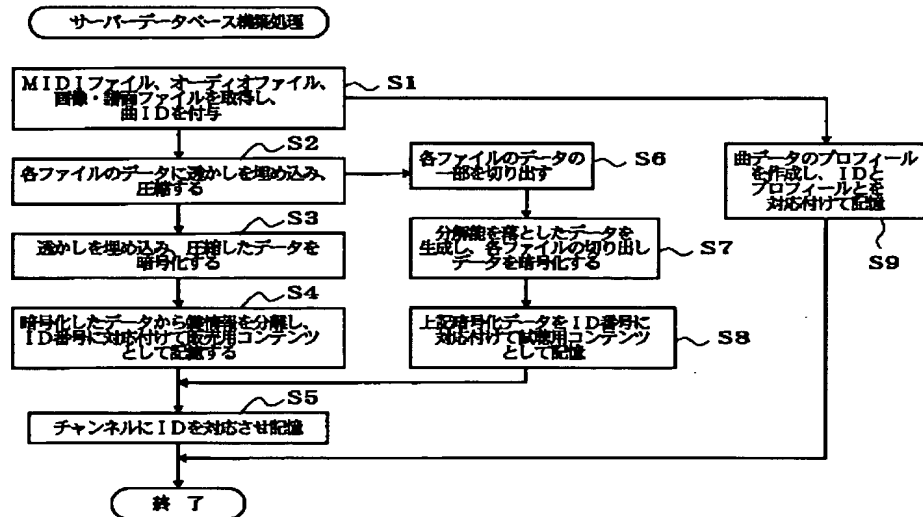 サーバーデータベース構築処理
MIDIファイル、オーディオファイル、
画像・譜面ファイルを取得し、
曲IDを付与
S1
S2
各ファイルのデータに透かしを埋め込み、
圧縮する
S3
透かしを埋め込み、圧縮したデータを
暗号化する
S4
暗号化したデータから鍵情報を分解し、
ID番号に対応付けて販売用コンテンツ
として記憶する
S5
チャンネルにIDを対応させ記憶
終 了
各ファイルのデータの
一部を切り出す
S6
分解能を落としたデータを
生成し、各ファイルの切り出し
データを暗号化する
S7
上記暗号化データをID番号に
対応付けて試聴用コンテンツ
として記憶
S8
曲データのプロフィール
を作成し、IDと
プロフィールとを
対応付けて記憶
S9